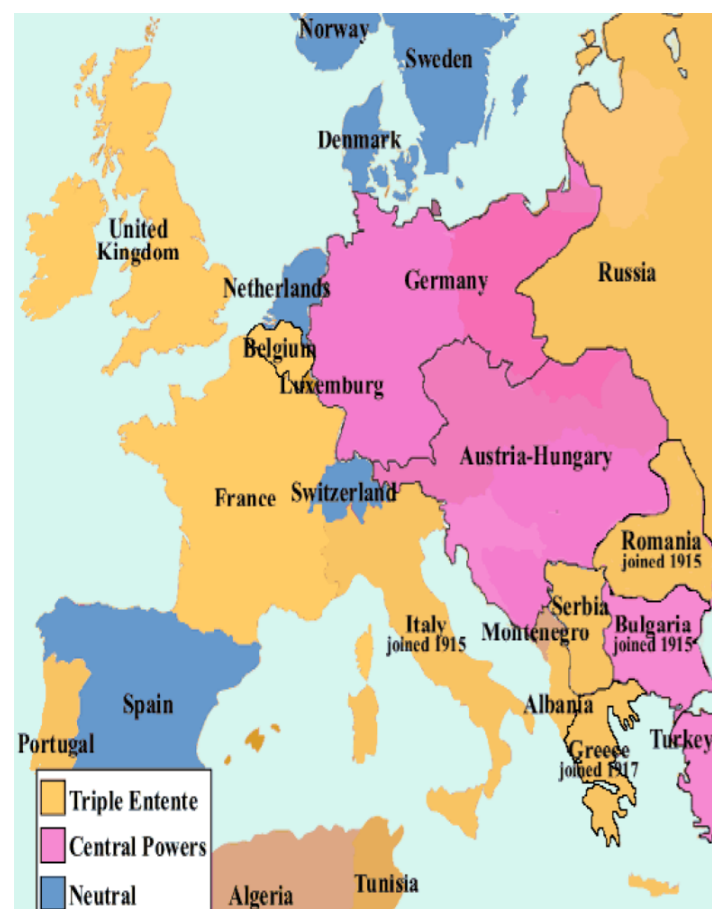 Norway
Sweden
Denmark
United
Kingdom
Netherlands
Germany
Russia
Belgium
Luxemburg
Austria-Hungary
Switzerland
France
Romania
joined 1915
Serbia
Italy
joined 1915
Montenegro
Bulgaria
joined 1915
Spain
Albania
Portugal
Greece
joined 1917
Turkey
Triple Entente
Central Powers
Neutral
Algeria
Tunisia